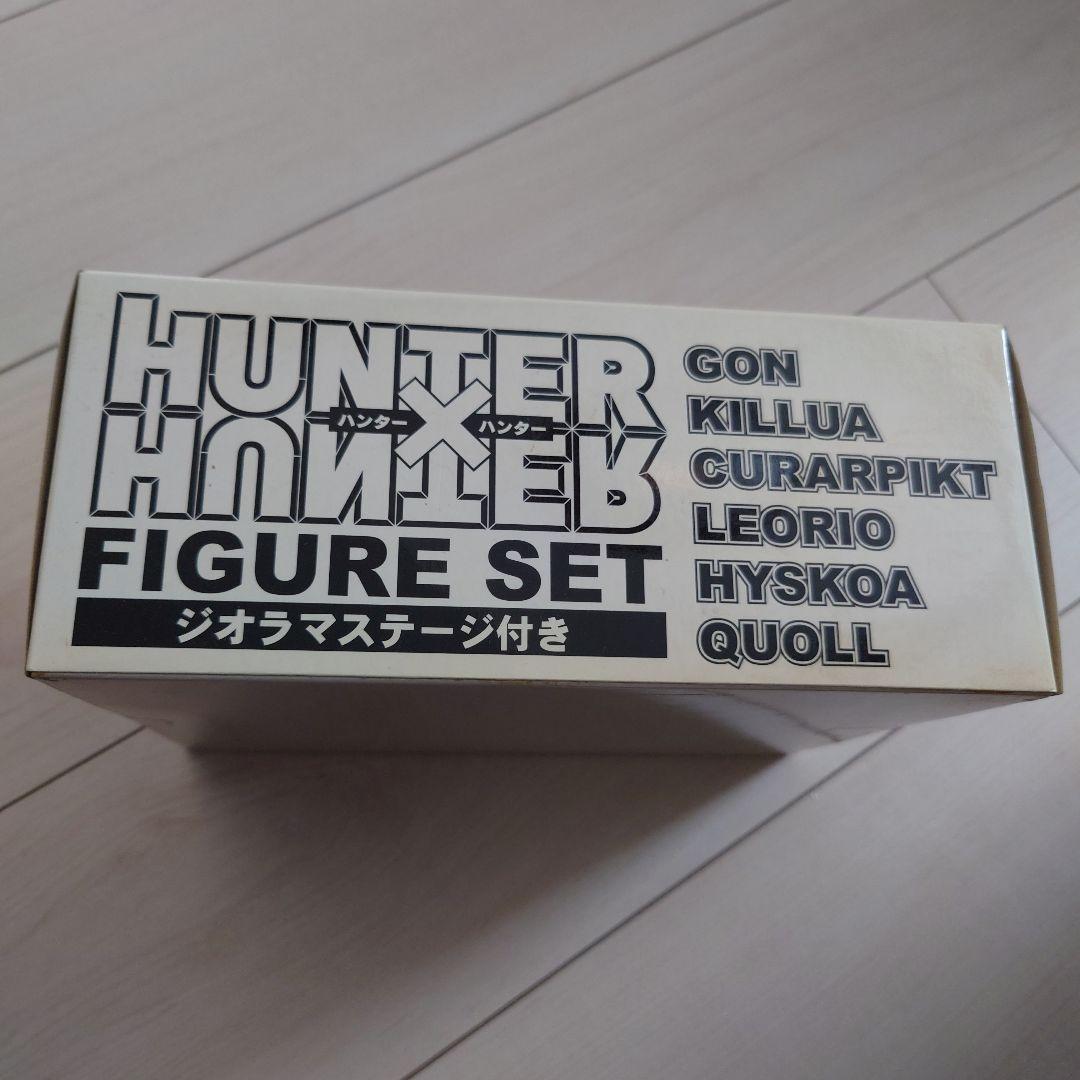 HUNTER
ハンター×ハンター
HUNTER
FIGURE SET
ジオラマステージ付き
GON
KILLUA
CURARPIKT
LEORIO
HYSKOA
QUOLL